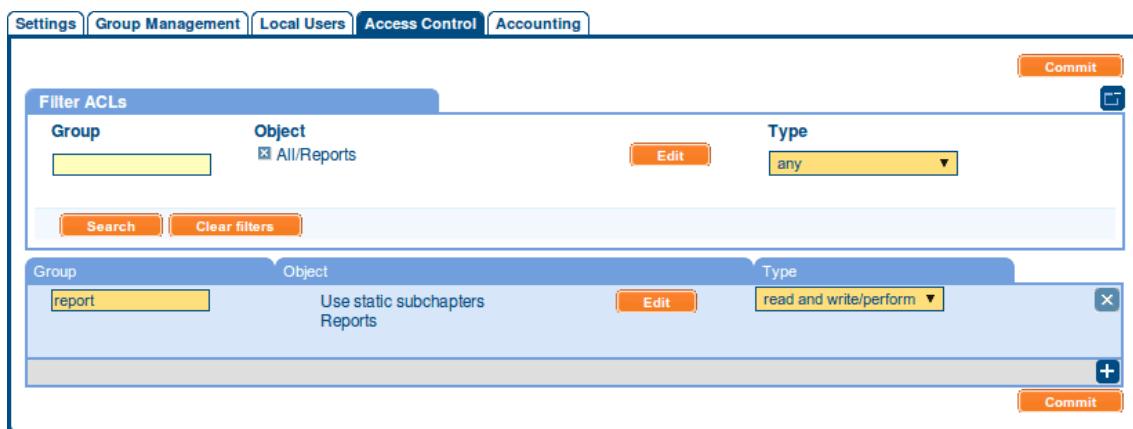 Settings Group Management Local Users Access Control Accounting
Commit
Filter ACLs
Group Object Type
All/Reports Edit any
Search Clear filters
Group Object Type
report Use static subchapters Edit read and write/perform
Reports
Commit